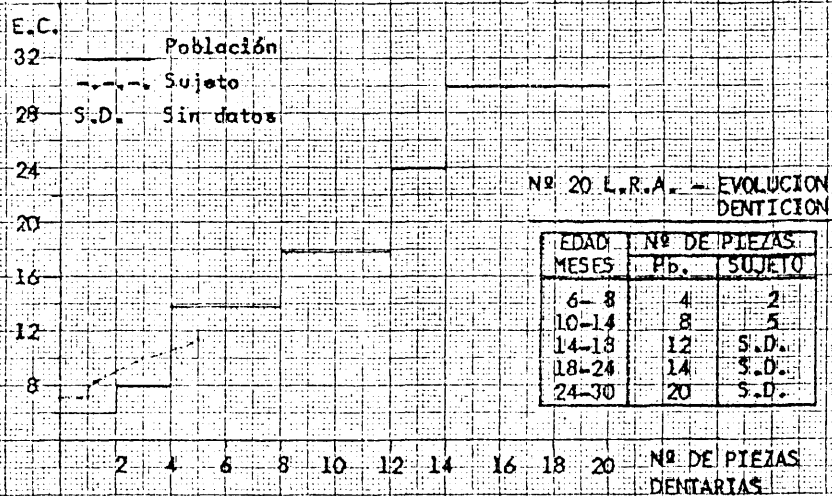 E.C.
32
Población
Sujeto
28
S.D. Sin datos
24
Nº 20 L.R.A. - EVOLUCION
DENTICION
20
EDAD Nº DE PIEZAS
MESES Pb. SUJETO
16
6-8 4 2
10-14 8 5
12
14-18 12 S.D.
18-24 14 S.D.
24-30 20 S.D.
8
2 4 6 8 10 12 14 16 18 20 Nº DE PIEZAS
DENTARIAS